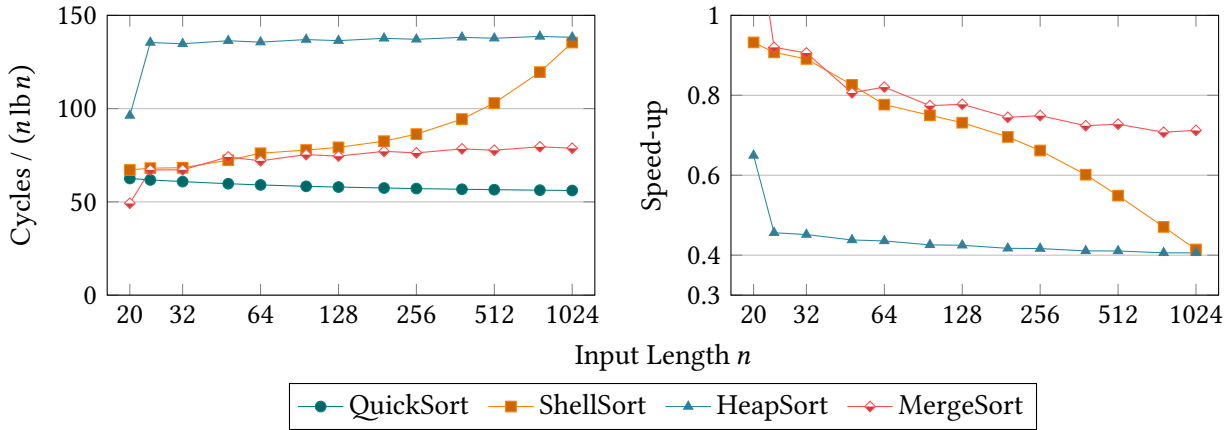 Cycles / (n lb n)
150
100
50
0
20 32 64 128 256 512 1024
Speed-up
1
0.8
0.6
0.4
0.3
20 32 64 128 256 512 1024
Input Length n
QuickSort ShellSort HeapSort MergeSort